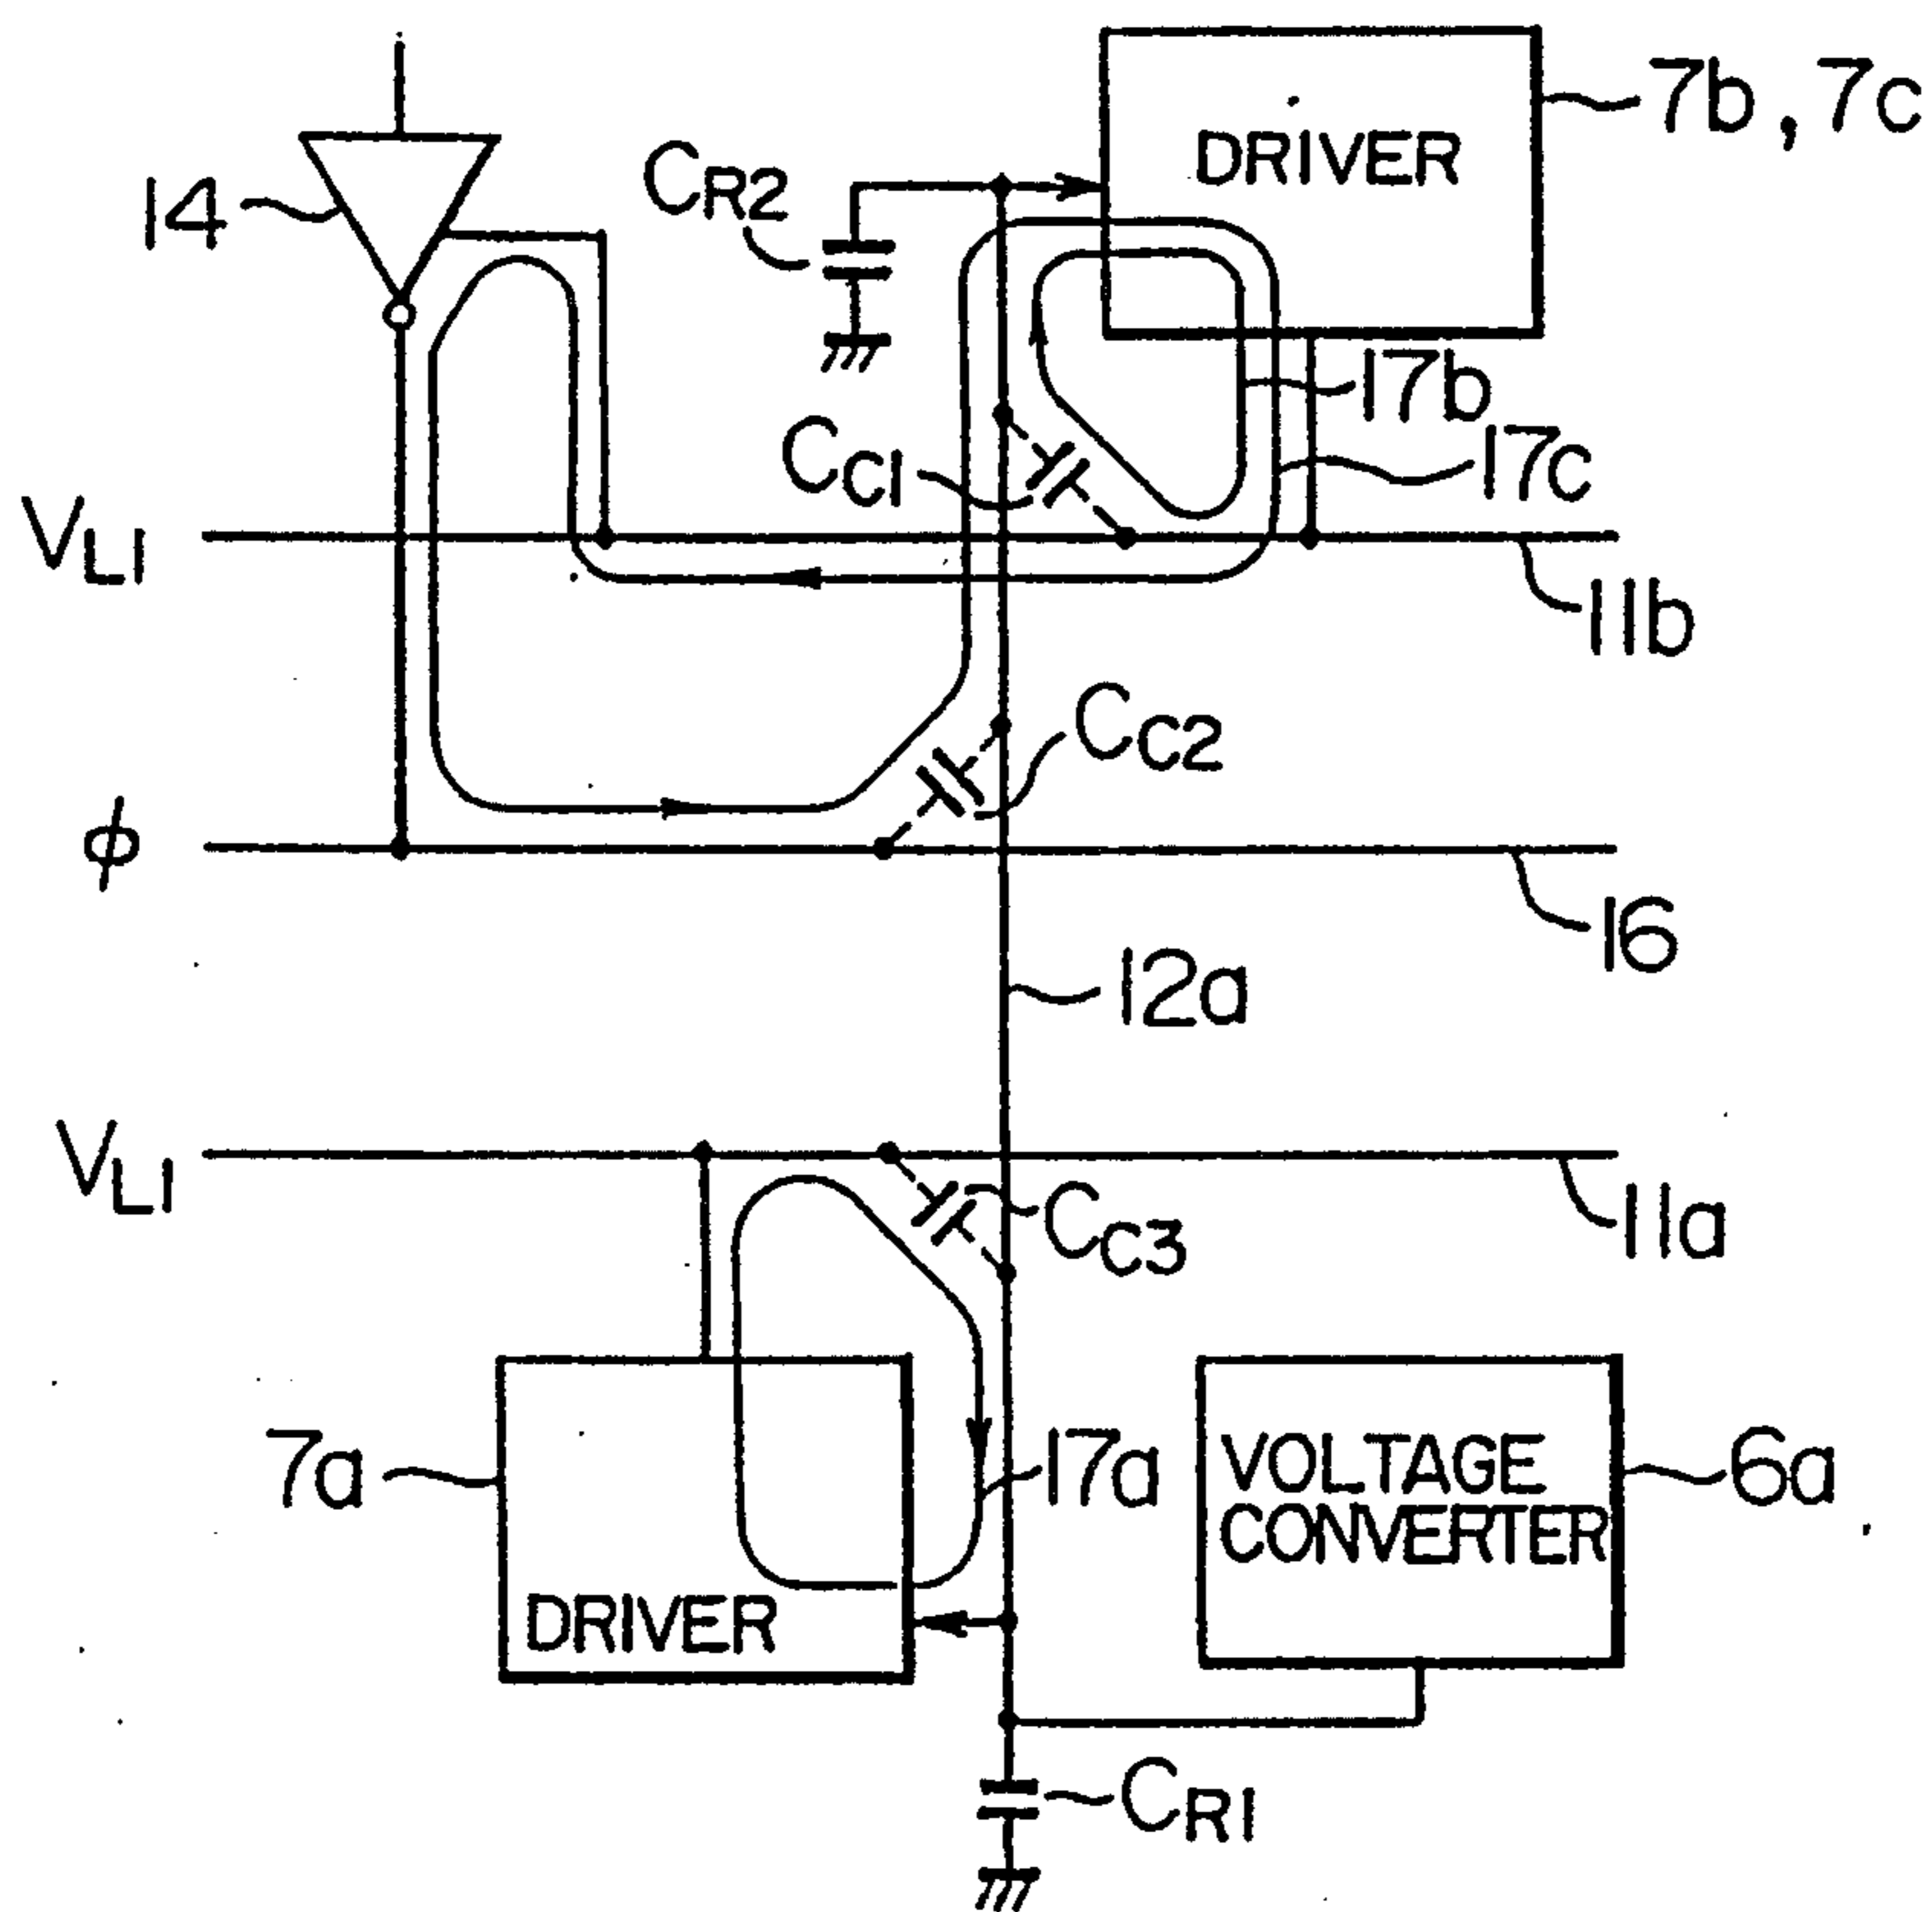 7b, 7c
DRIVER
CR2
14
17b
CC1
17c
VL1
11b
CC2
φ
16
12a
VL1
CC3
11a
7a
17a
VOLTAGE
CONVERTER
6a
DRIVER
CR1